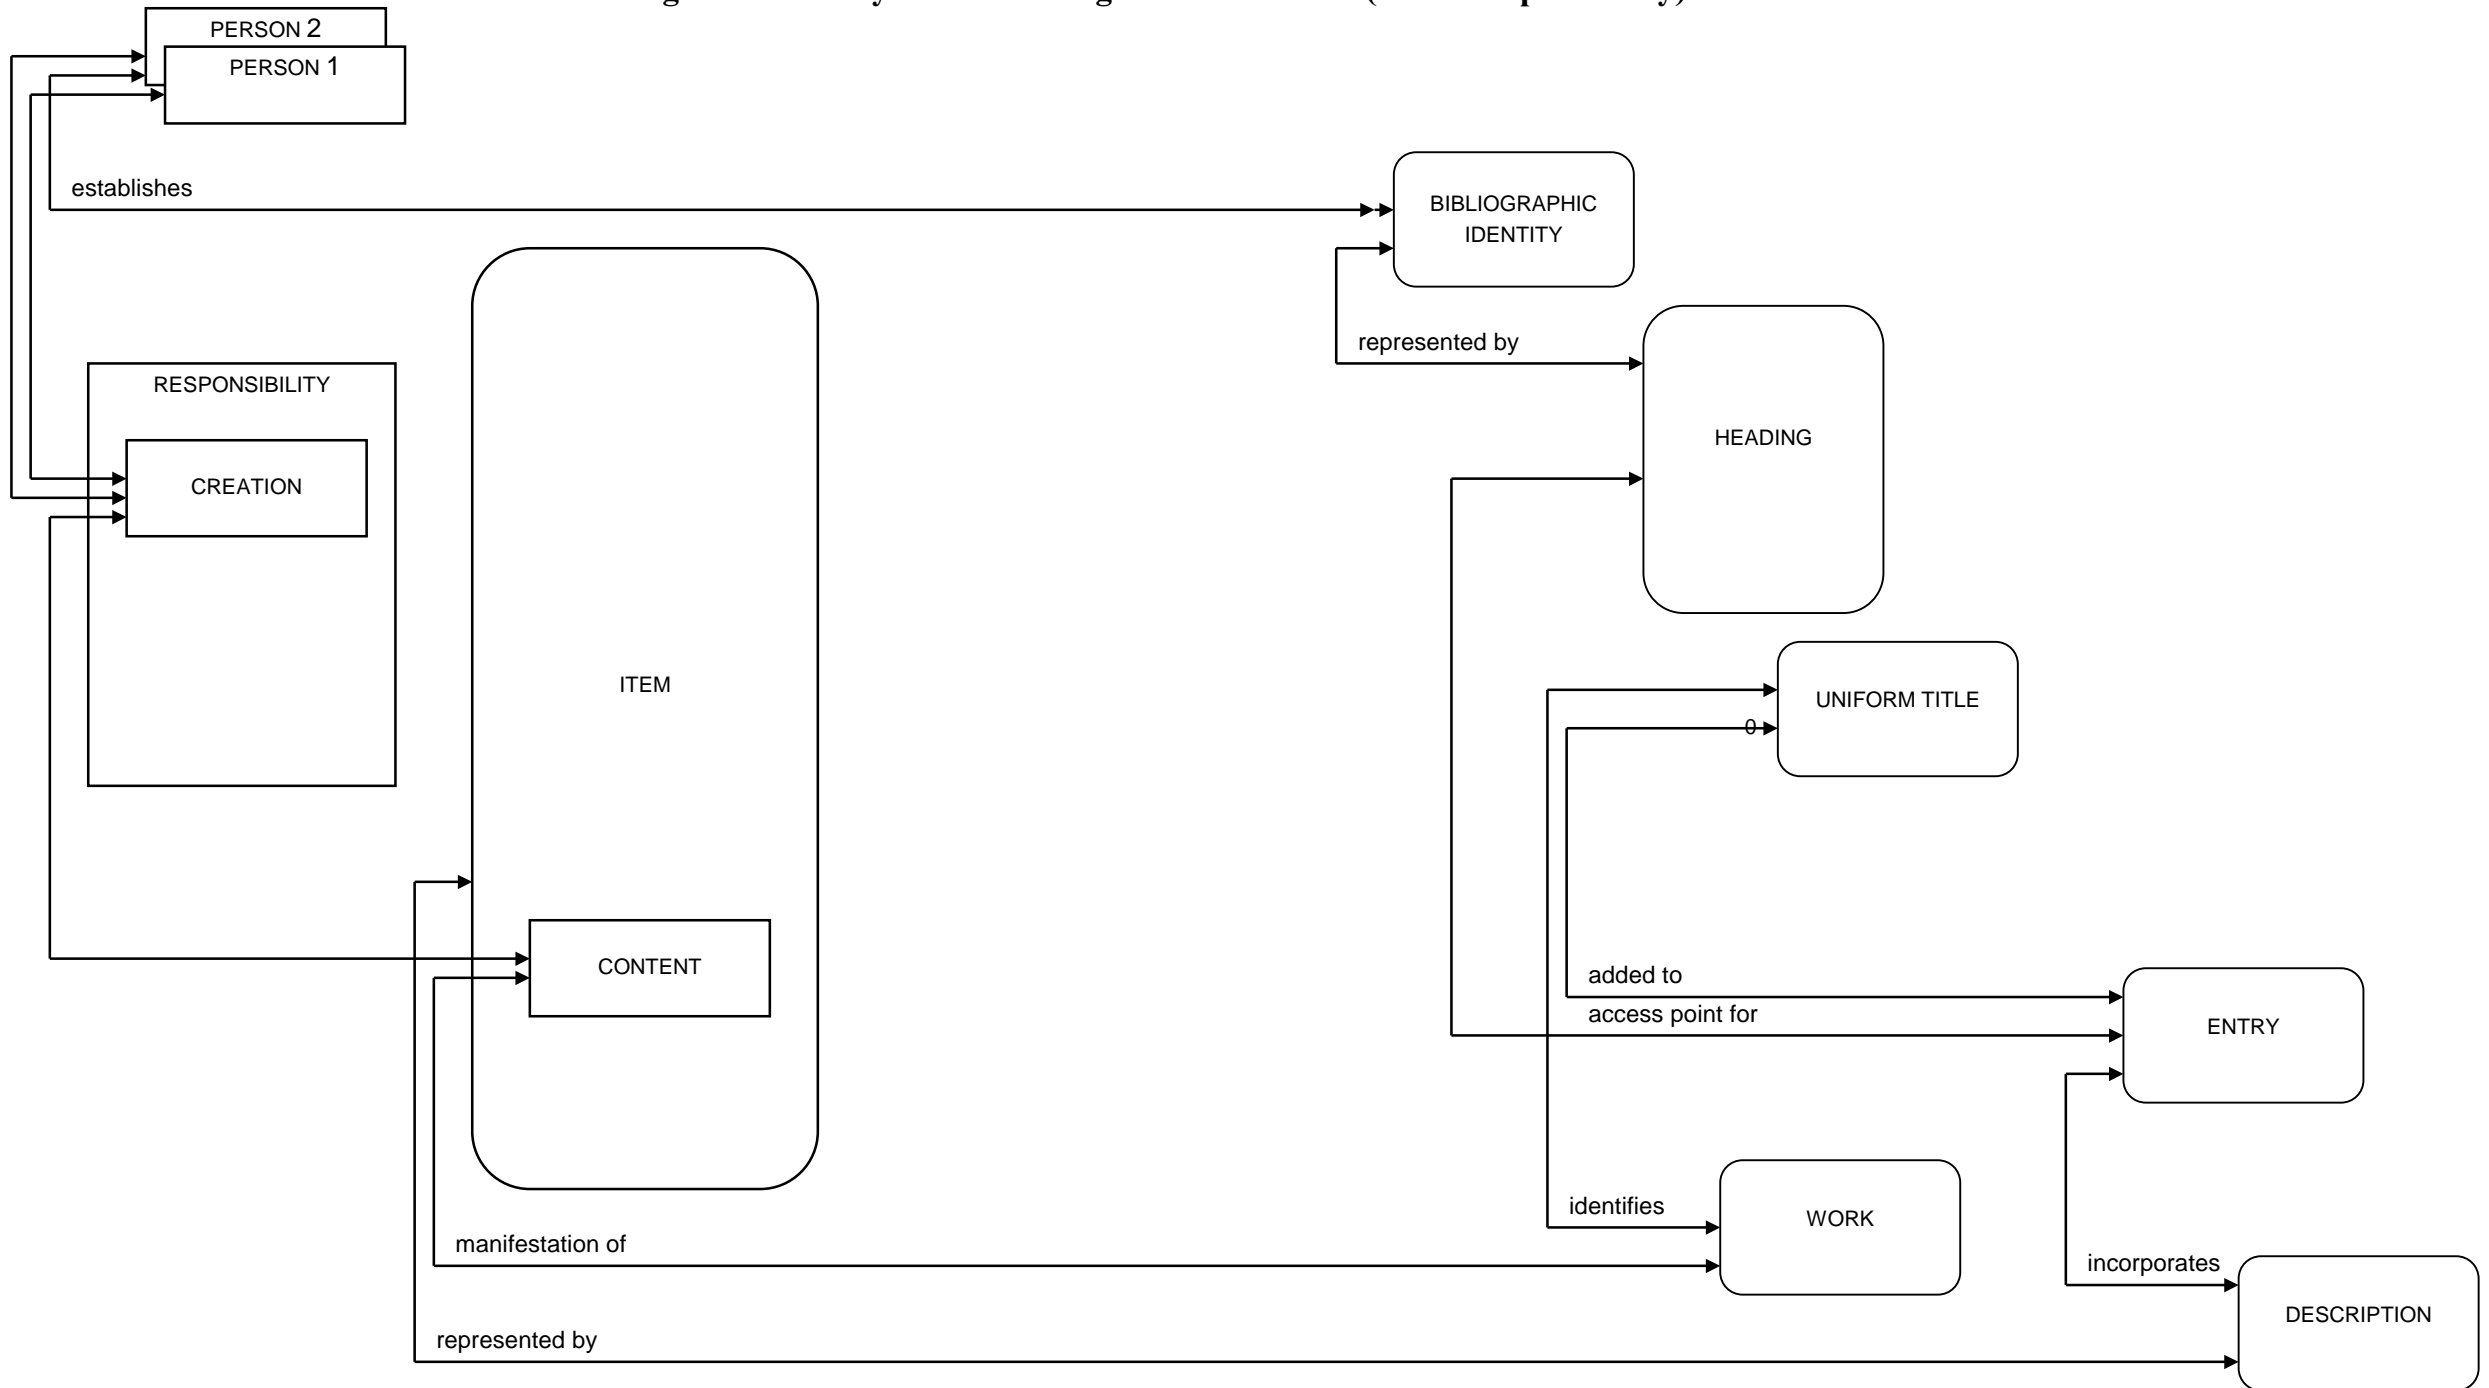 PERSON 2
PERSON 1
establishes
BIBLIOGRAPHIC
IDENTITY
represented by
RESPONSIBILITY
HEADING
CREATION
ITEM
UNIFORM TITLE
0
CONTENT
added to
access point for
ENTRY
identifies
WORK
manifestation of
incorporates
DESCRIPTION
represented by